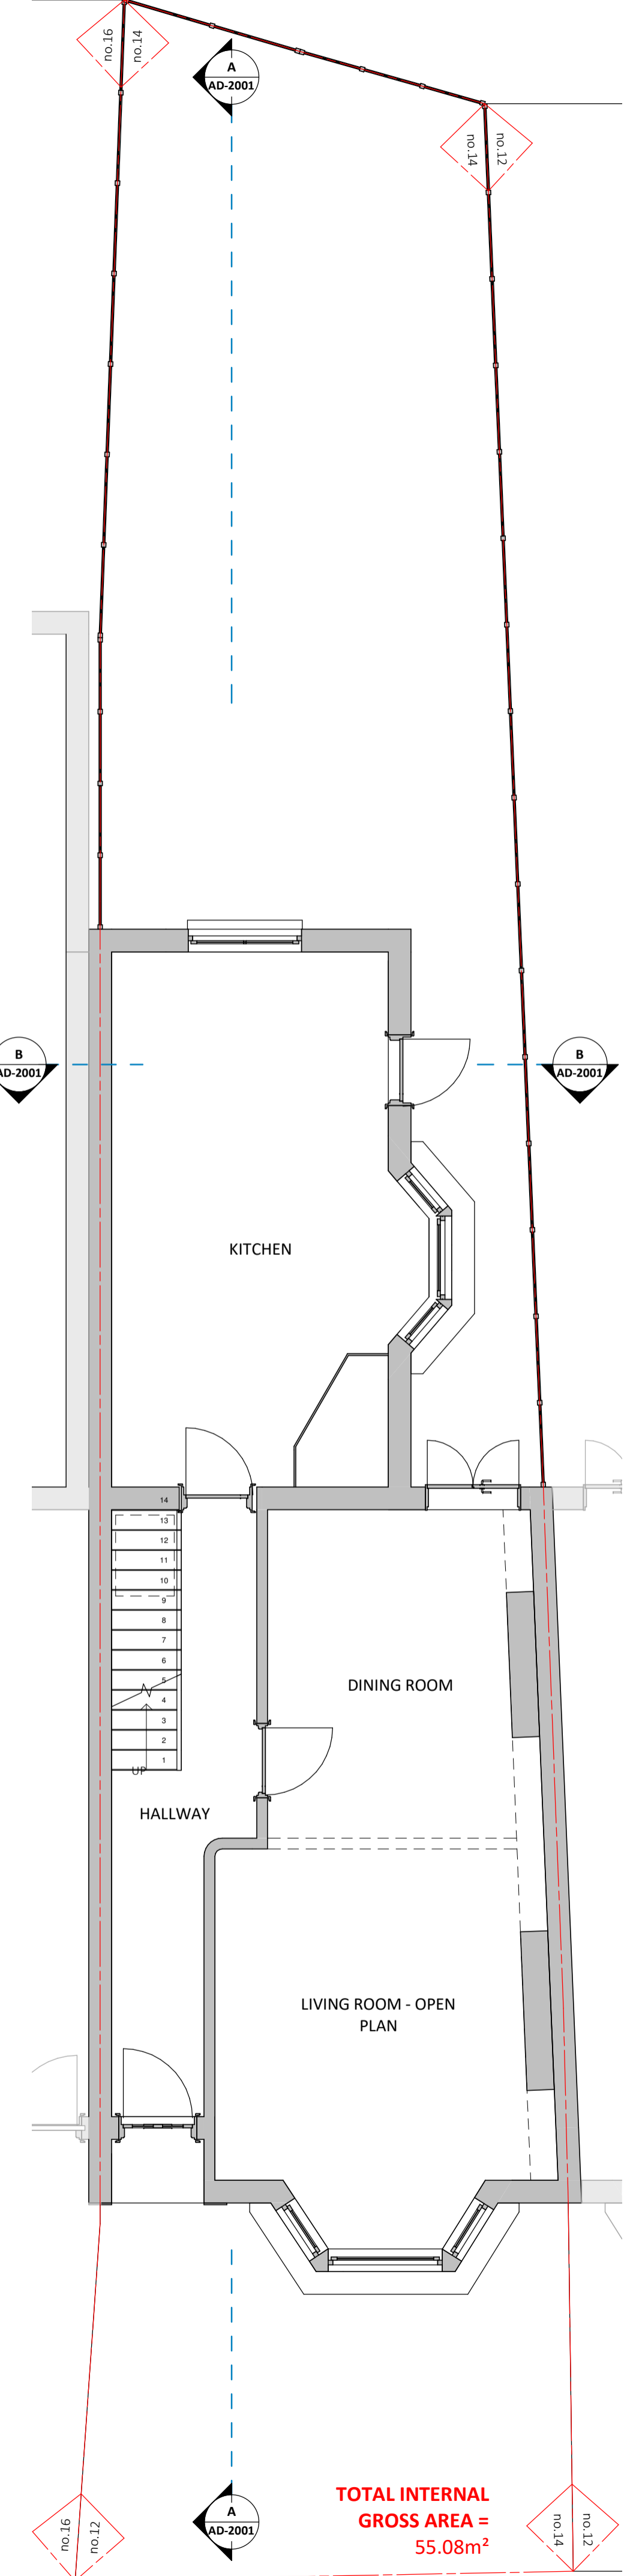 no.16
no.14
A
AD-2001
no.14
no.12
B
AD-2001
B
AD-2001
KITCHEN
14
13
12
11
10
9
8
7
6
5
4
3
2
1
UP
DINING ROOM
HALLWAY
LIVING ROOM - OPEN
PLAN
TOTAL INTERNAL
GROSS AREA =
55.08m²
no.16
no.12
A
AD-2001
no.14
no.12